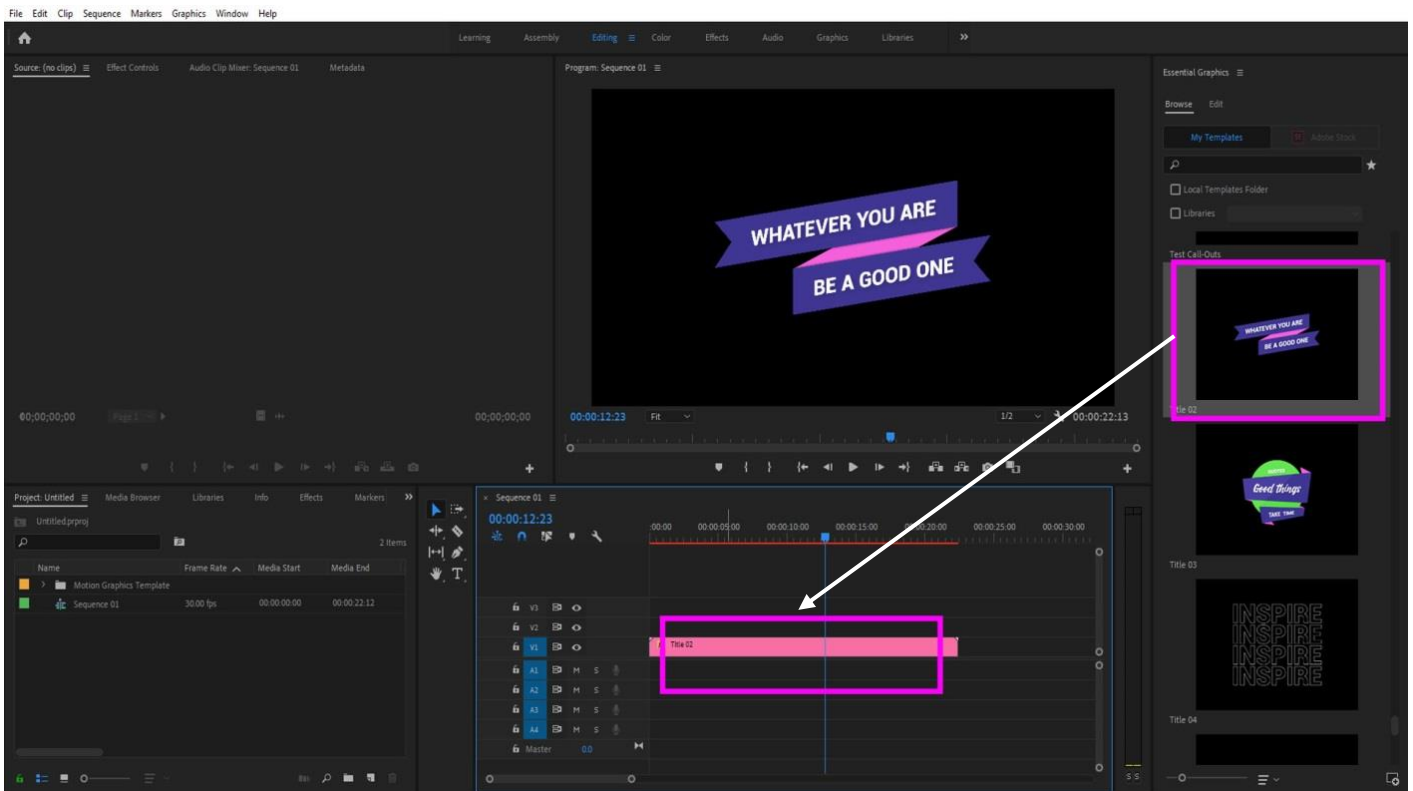 File Edit Clip Sequence Markers Graphics Window Help
Learning Assembly Editing Color Effects Audio Graphics Libraries
Source: (no clips) Effect Controls Audio Clip Mixer: Sequence 01 Metadata
Program: Sequence 01
Essential Graphics
Browse Edit
My Templates Adobe Stock
Local Templates Folder
Libraries
Test Call-Outs
WHATEVER YOU ARE
BE A GOOD ONE
WHATEVER YOU ARE
BE A GOOD ONE
Title 02
00;00;00;00 Page 1 00;00;00;00
00:00:12:23 Fit 1/2 00:00:22:13
Good things
TAKE TIME
Title 03
INSPIRE
INSPIRE
INSPIRE
INSPIRE
Title 04
Project: Untitled Media Browser Libraries Info Effects Markers
Untitled.prproj
2 Items
Name Frame Rate Media Start Media End
Motion Graphics Template
Sequence 01 30.00 fps 00:00:00:00 00:00:22:12
× Sequence 01
00:00:12:23
:00:00 00:00:05:00 00:00:10:00 00:00:15:00 00:00:20:00 00:00:25:00 00:00:30:00
V3
V2
V1 Title 02
A1 M S
A2 M S
A3 M S
A4 M S
Master 0.0
S S